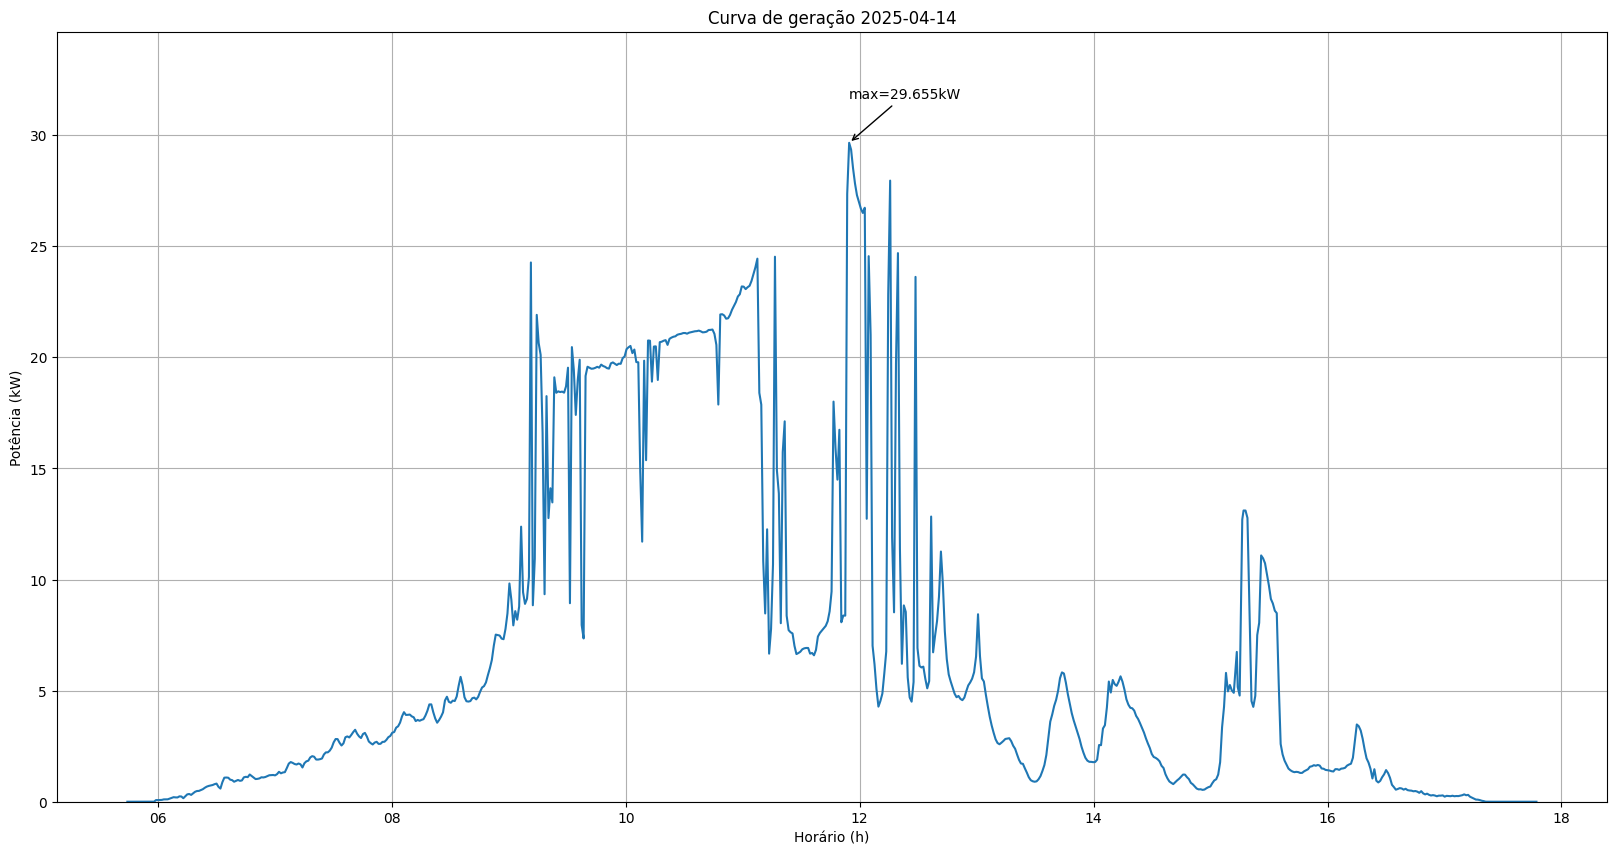 Curva de geração 2025-04-14
max=29.655kW
Potência (kW)
30
25
20
15
10
5
0
06 08 10 12 14 16 18
Horário (h)